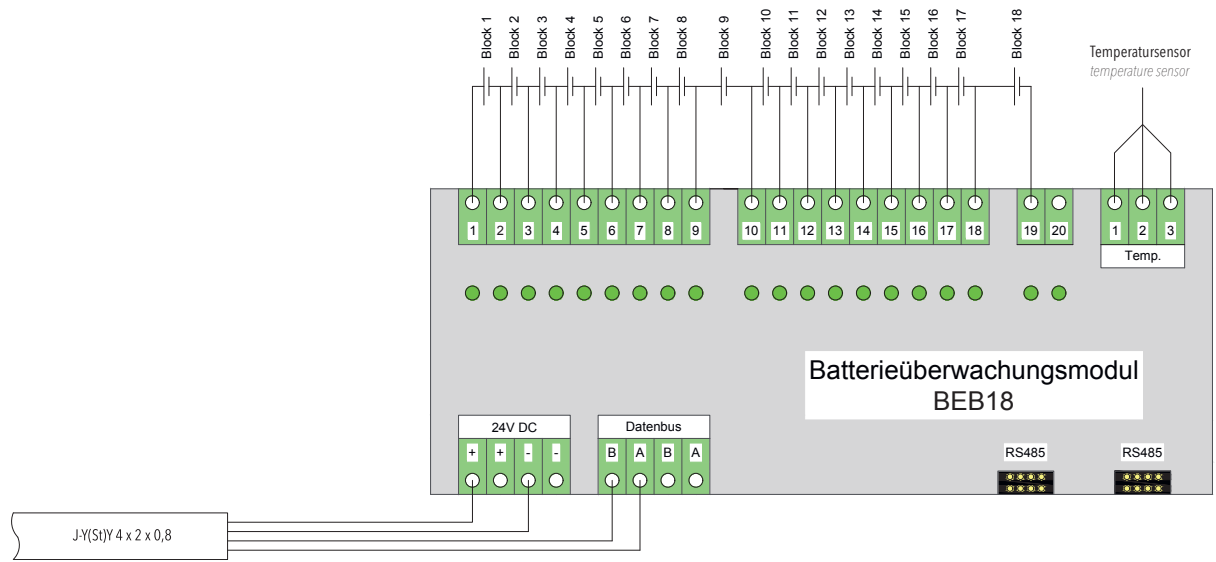 Block 1
Block 2
Block 3
Block 4
Block 5
Block 6
Block 7
Block 8
Block 9
Block 10
Block 11
Block 12
Block 13
Block 14
Block 15
Block 16
Block 17
Block 18
Temperatursensor
temperature sensor
1 2 3 4 5 6 7 8 9 10 11 12 13 14 15 16 17 18 19 20 1 2 3
Temp.
Batterieüberwachungsmodul
BEB18
24V DC
Datenbus
+ + - - B A B A
RS485 RS485
J-Y(St)Y 4 x 2 x 0,8